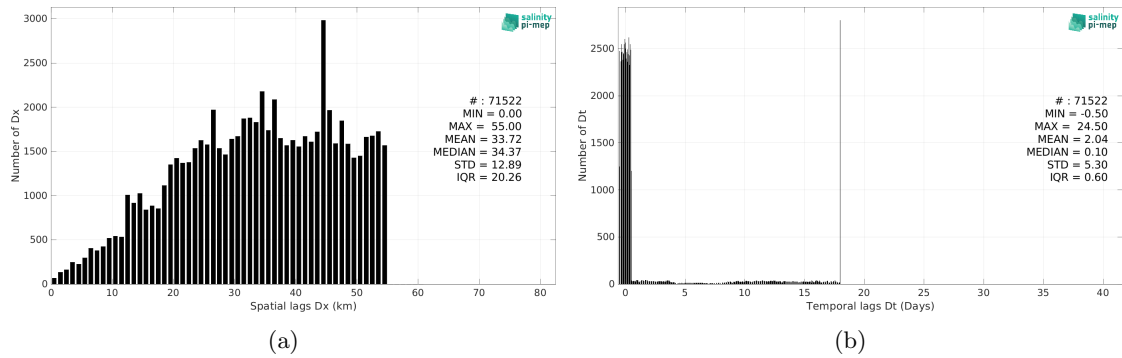 3000
2500
2000
1500
1000
500
0
Number of Dx
0 10 20 30 40 50 60 70 80
Spatial lags Dx (km)
salinity
pi-mep
# : 71522
MIN = 0.00
MAX = 55.00
MEAN = 33.72
MEDIAN = 34.37
STD = 12.89
IQR = 20.26
(a)
2500
2000
1500
1000
500
0
Number of Dt
0 5 10 15 20 25 30 35 40
Temporal lags Dt (Days)
salinity
pi-mep
# : 71522
MIN = -0.50
MAX = 24.50
MEAN = 2.04
MEDIAN = 0.10
STD = 5.30
IQR = 0.60
(b)